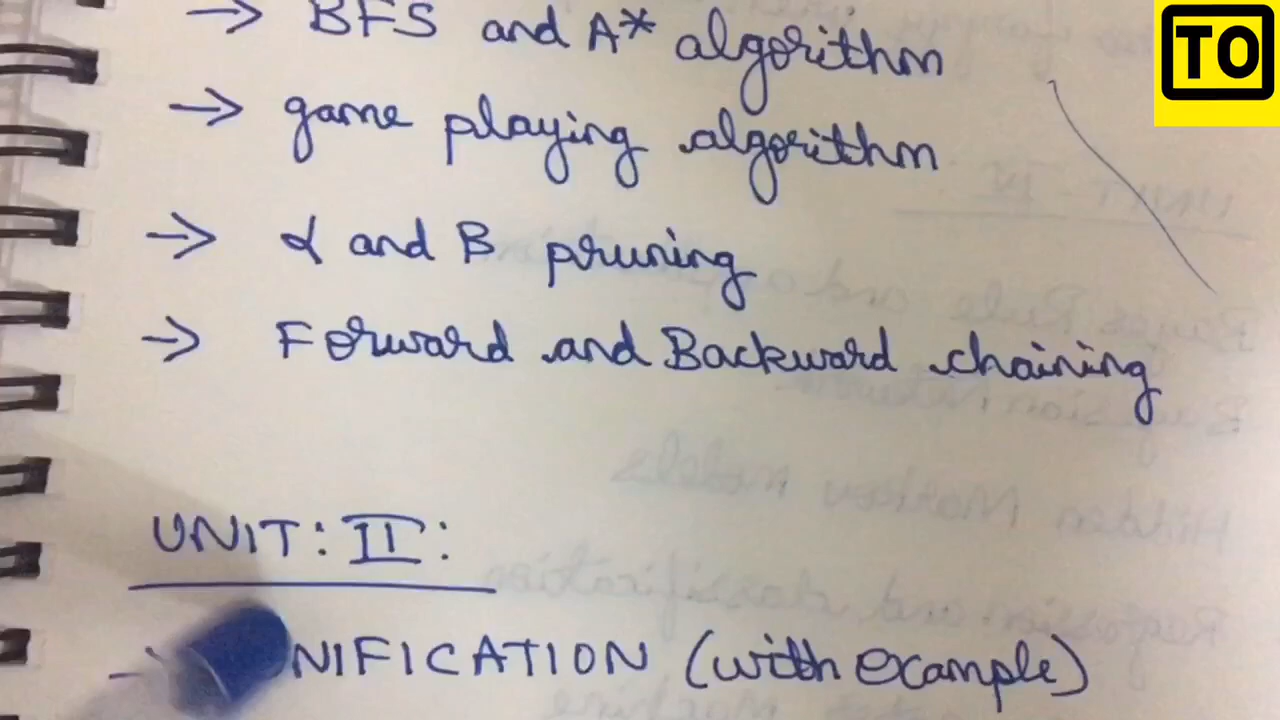 TO
→ BFS and A* algorithm
→ game playing algorithm
→ α and B pruning
→ Forward and Backward chaining
UNIT: II:
→ NIFICATION (with example)